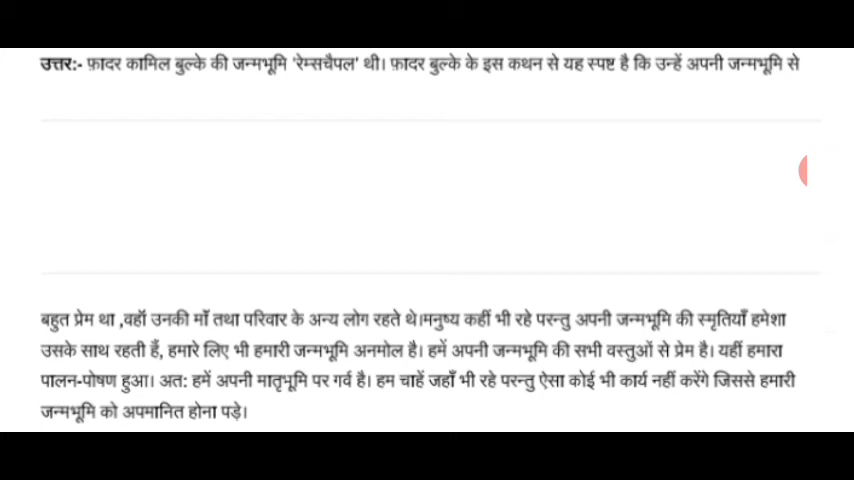 उत्तर:- फ़ादर कामिल बुल्के की जन्मभूमि 'रेम्सचैपल' थी। फ़ादर बुल्के के इस कथन से यह स्पष्ट है कि उन्हें अपनी जन्मभूमि से
बहुत प्रेम था ,वहाँ उनकी माँ तथा परिवार के अन्य लोग रहते थे।मनुष्य कहीं भी रहे परन्तु अपनी जन्मभूमि की स्मृतियाँ हमेशा
उसके साथ रहती हैं, हमारे लिए भी हमारी जन्मभूमि अनमोल है। हमें अपनी जन्मभूमि की सभी वस्तुओं से प्रेम है। यहीं हमारा
पालन-पोषण हुआ। अत: हमें अपनी मातृभूमि पर गर्व है। हम चाहें जहाँ भी रहे परन्तु ऐसा कोई भी कार्य नहीं करेंगे जिससे हमारी
जन्मभूमि को अपमानित होना पड़े।